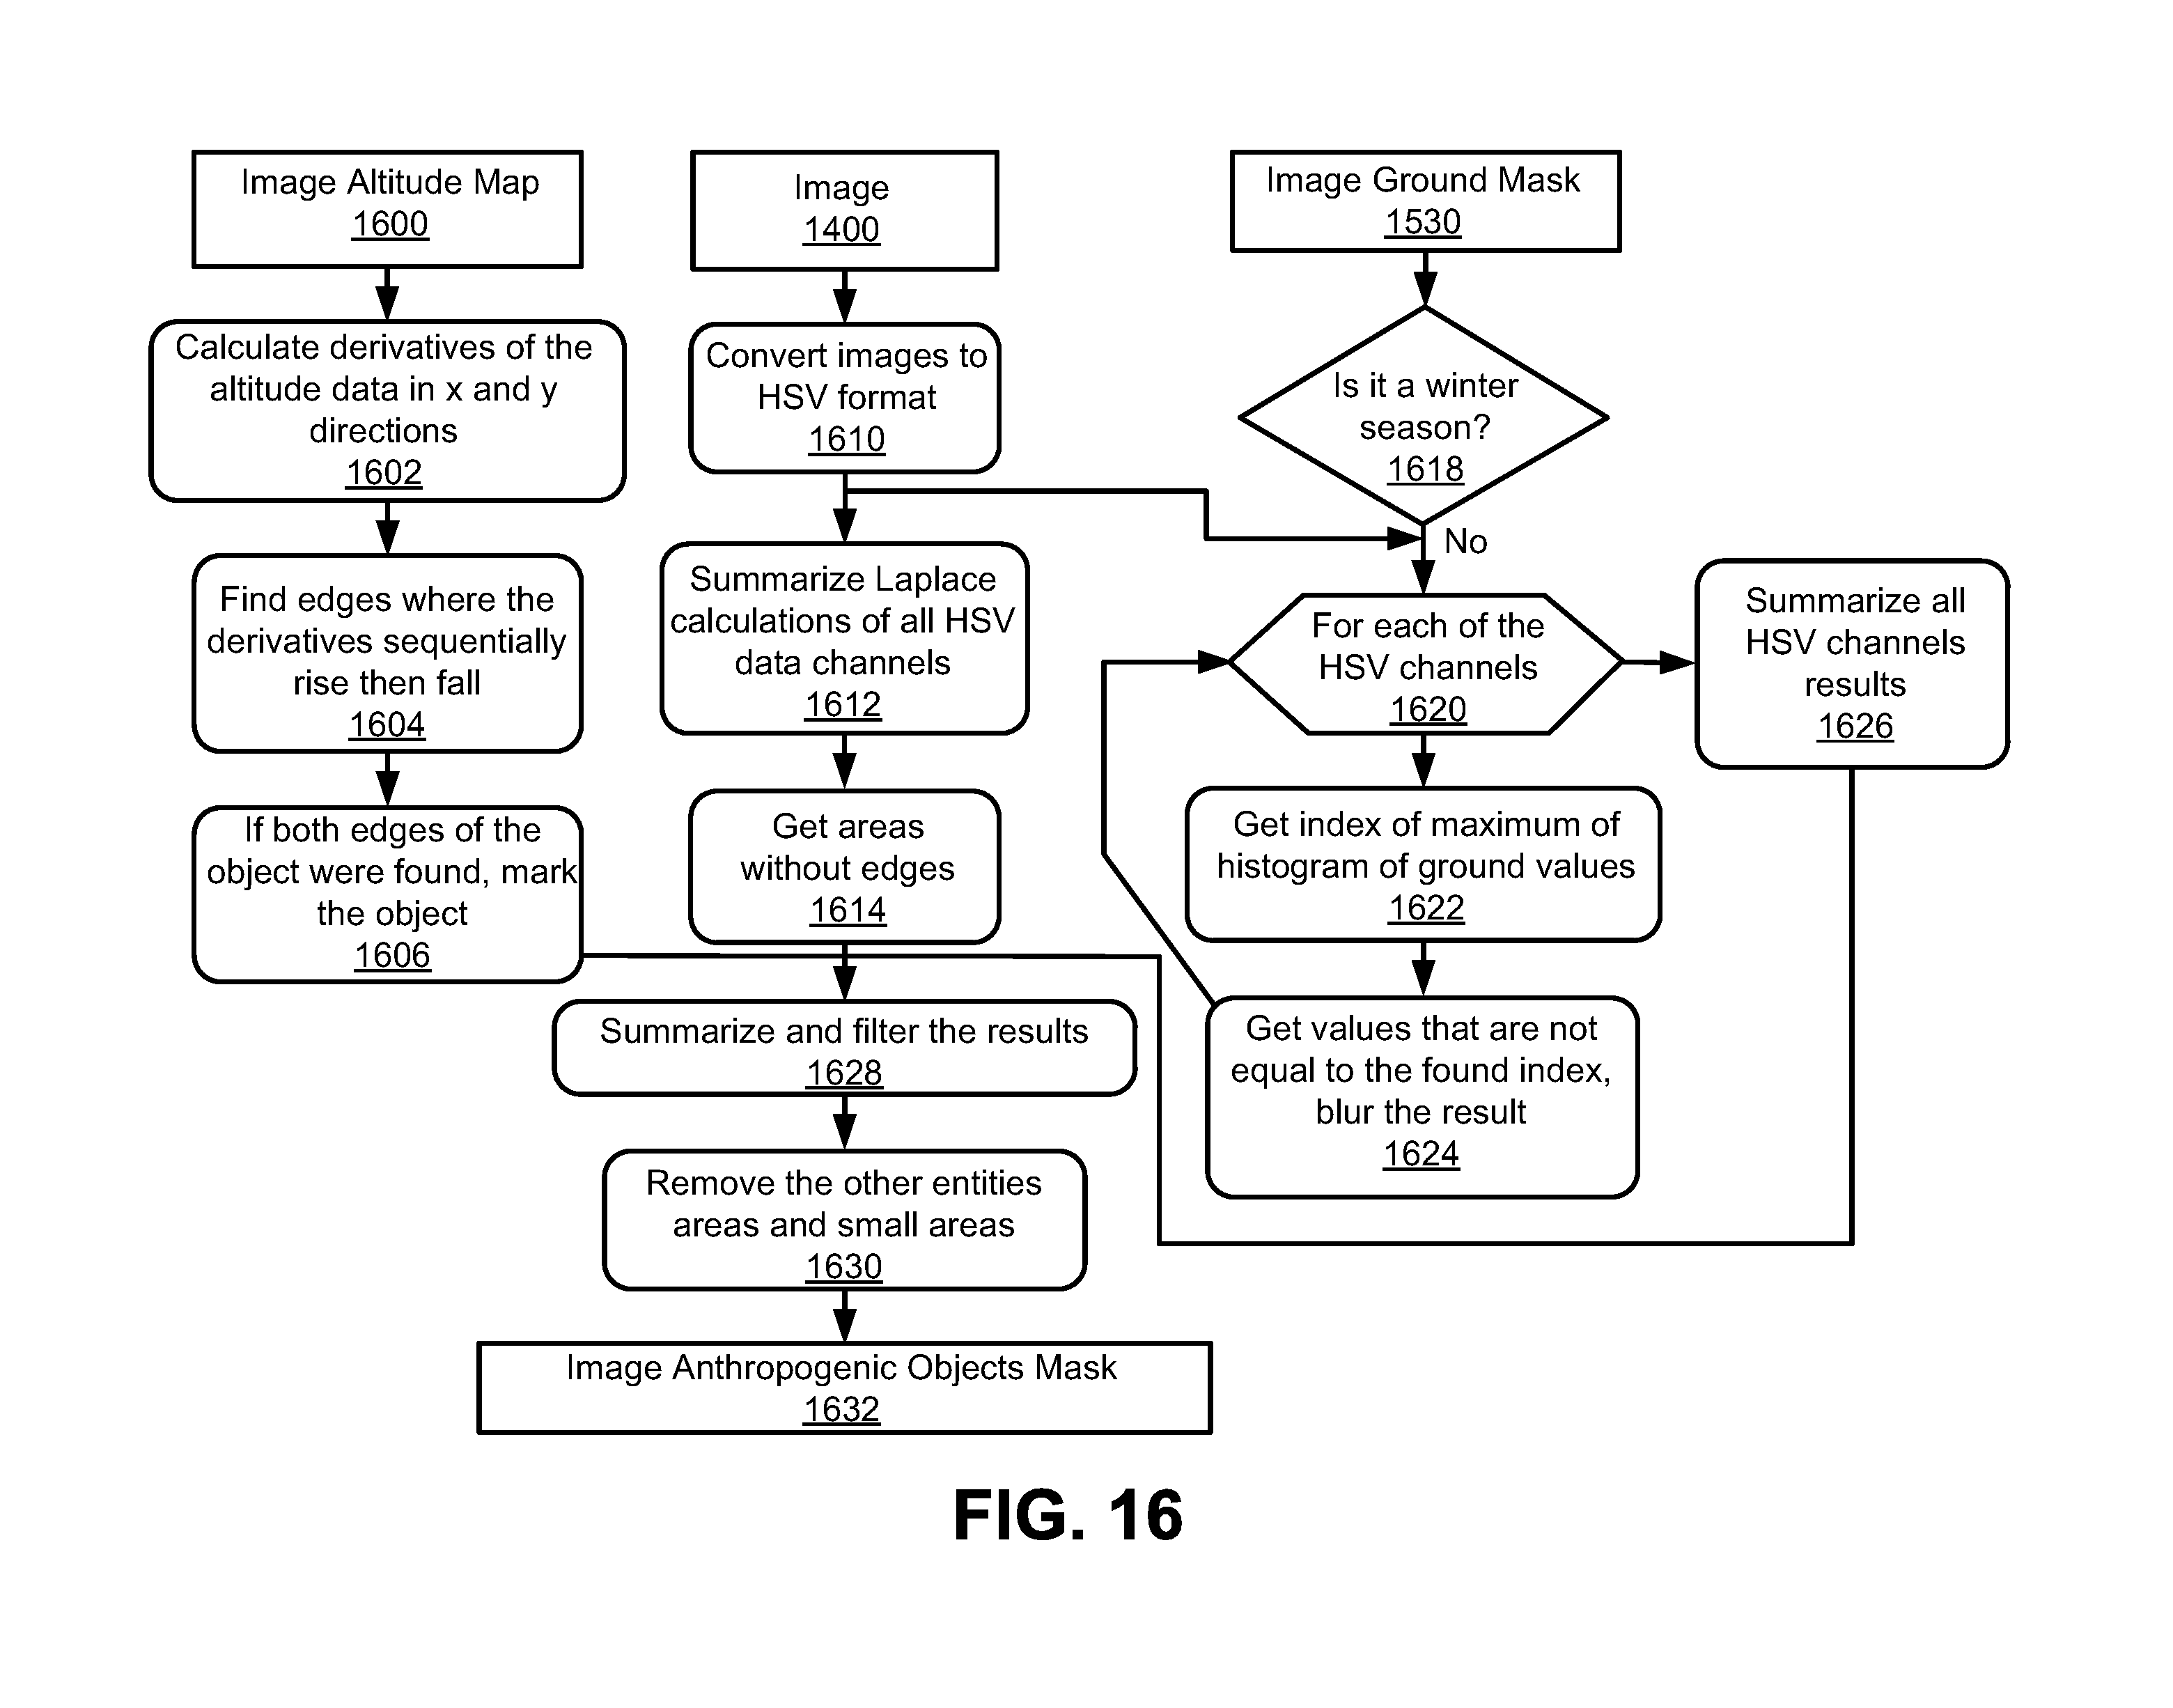 Image Altitude Map
1600
Calculate derivatives of the
altitude data in x and y
directions
1602
Find edges where the
derivatives sequentially
rise then fall
1604
If both edges of the
object were found, mark
the object
1606
Image
1400
Convert images to
HSV format
1610
Summarize Laplace
calculations of all HSV
data channels
1612
Get areas
without edges
1614
Summarize and filter the results
1628
Remove the other entities
areas and small areas
1630
Image Anthropogenic Objects Mask
1632
Image Ground Mask
1530
Is it a winter
season?
1618
No
For each of the
HSV channels
1620
Get index of maximum of
histogram of ground values
1622
Get values that are not
equal to the found index,
blur the result
1624
Summarize all
HSV channels
results
1626
FIG. 16